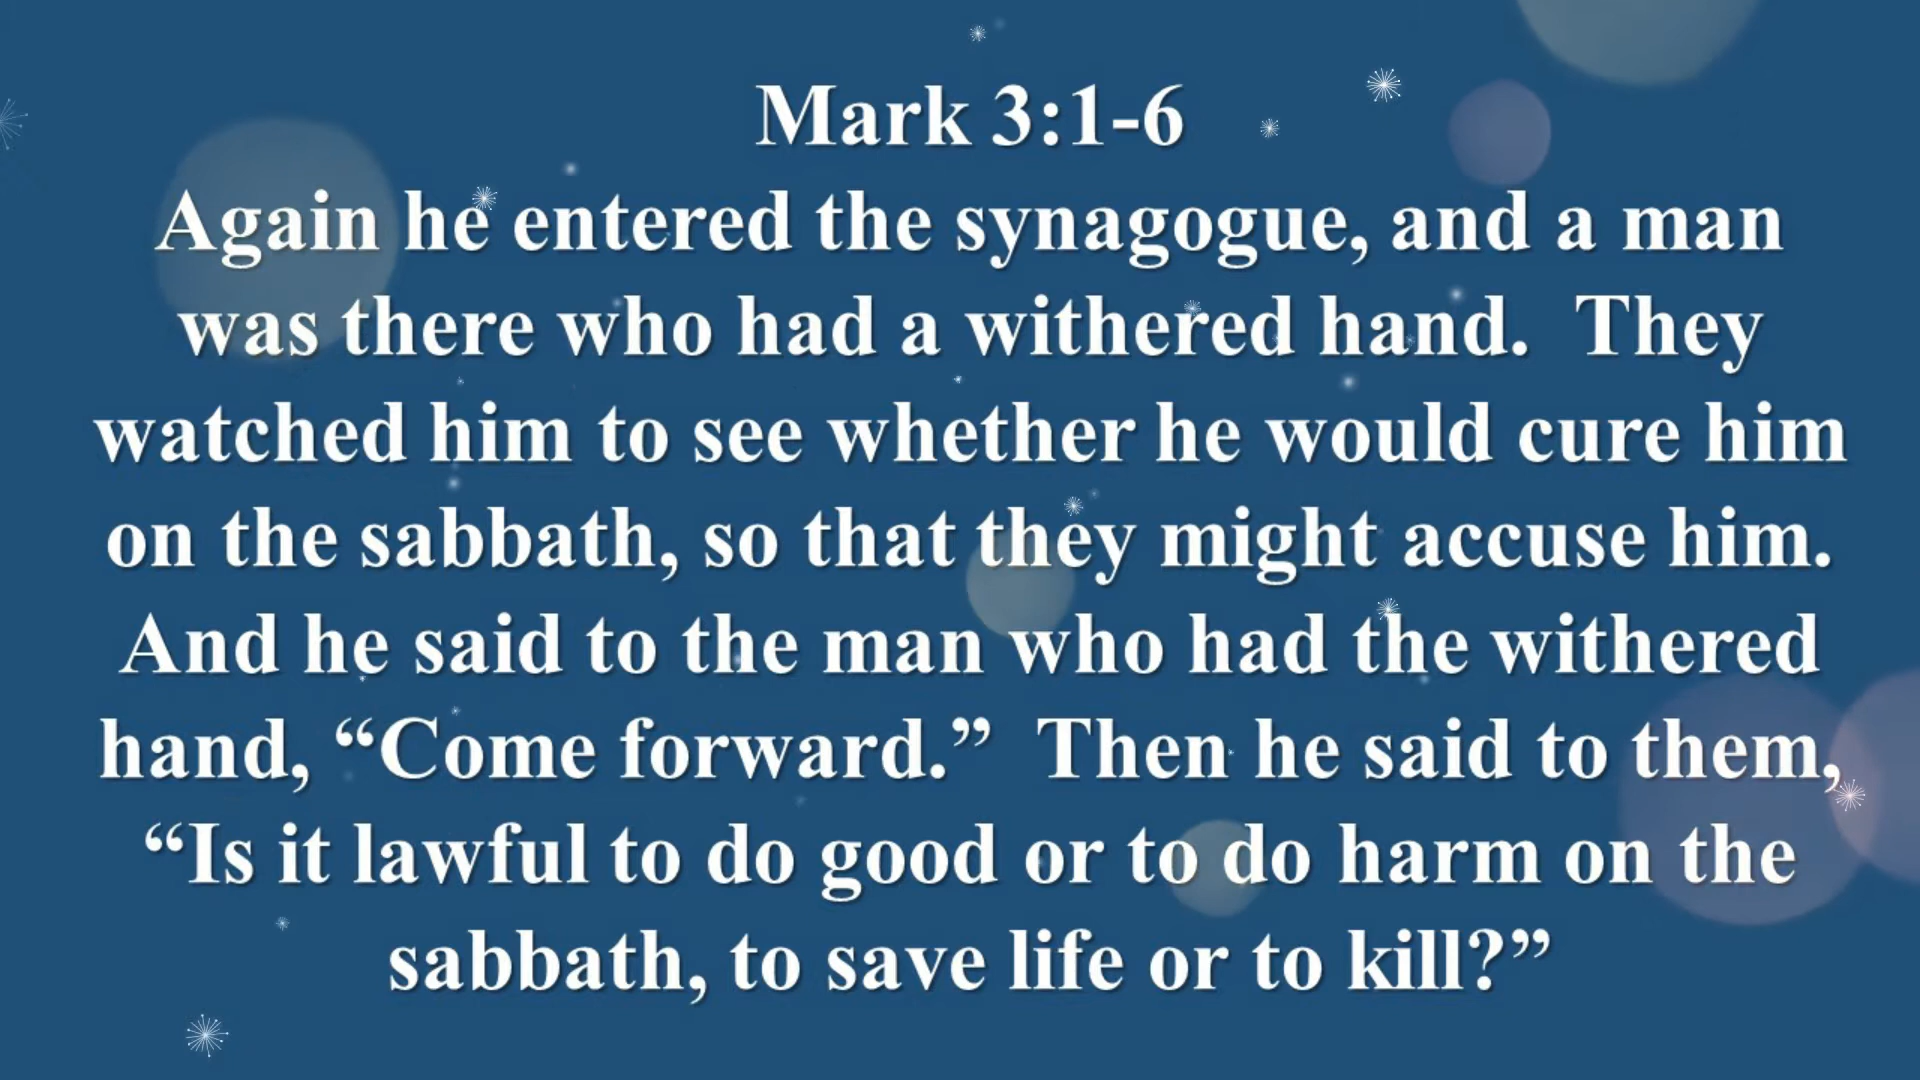 Mark 3:1-6
Again he entered the synagogue, and a man
was there who had a withered hand.  They
watched him to see whether he would cure him
on the sabbath, so that they might accuse him.
And he said to the man who had the withered
hand, “Come forward.”  Then he said to them,
“Is it lawful to do good or to do harm on the
sabbath, to save life or to kill?”